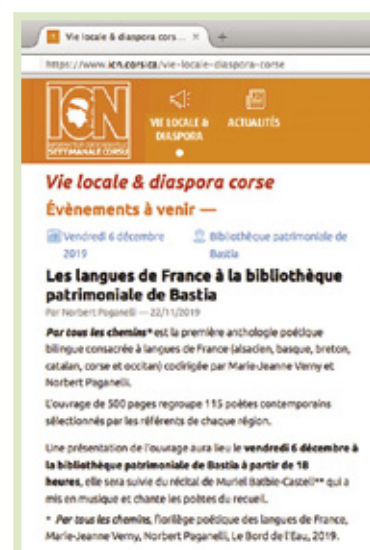 Vie locale & diaspora cors... ×
https://www.icn.corsica/vie-locale-diaspora-corse
ICN
SETTIMANALE CORSU
VIE LOCALE &
DIASPORA
ACTUALITÉS
Vie locale & diaspora corse
Évènements à venir —
Vendredi 6 décembre
2019
Bibliothèque patrimoniale de
Bastia
Les langues de France à la bibliothèque
patrimoniale de Bastia
Par Norbert Paganelli — 22/11/2019
Par tous les chemins* est la première anthologie poétique
bilingue consacrée à langues de France (alsacien, basque, breton,
catalan, corse et occitan) codirigée par Marie-Jeanne Verny et
Norbert Paganelli.
L'ouvrage de 500 pages regroupe 115 poètes contemporains
sélectionnés par les référents de chaque région.
Une présentation de l'ouvrage aura lieu le vendredi 6 décembre à
la bibliothèque patrimoniale de Bastia à partir de 18
heures, elle sera suivie du récital de Muriel Batbie-Castell** qui a
mis en musique et chante les poètes du recueil.
* Par tous les chemins, florilège poétique des langues de France,
Marie-Jeanne Verny, Norbert Paganelli, Le Bord de l'Eau, 2019.